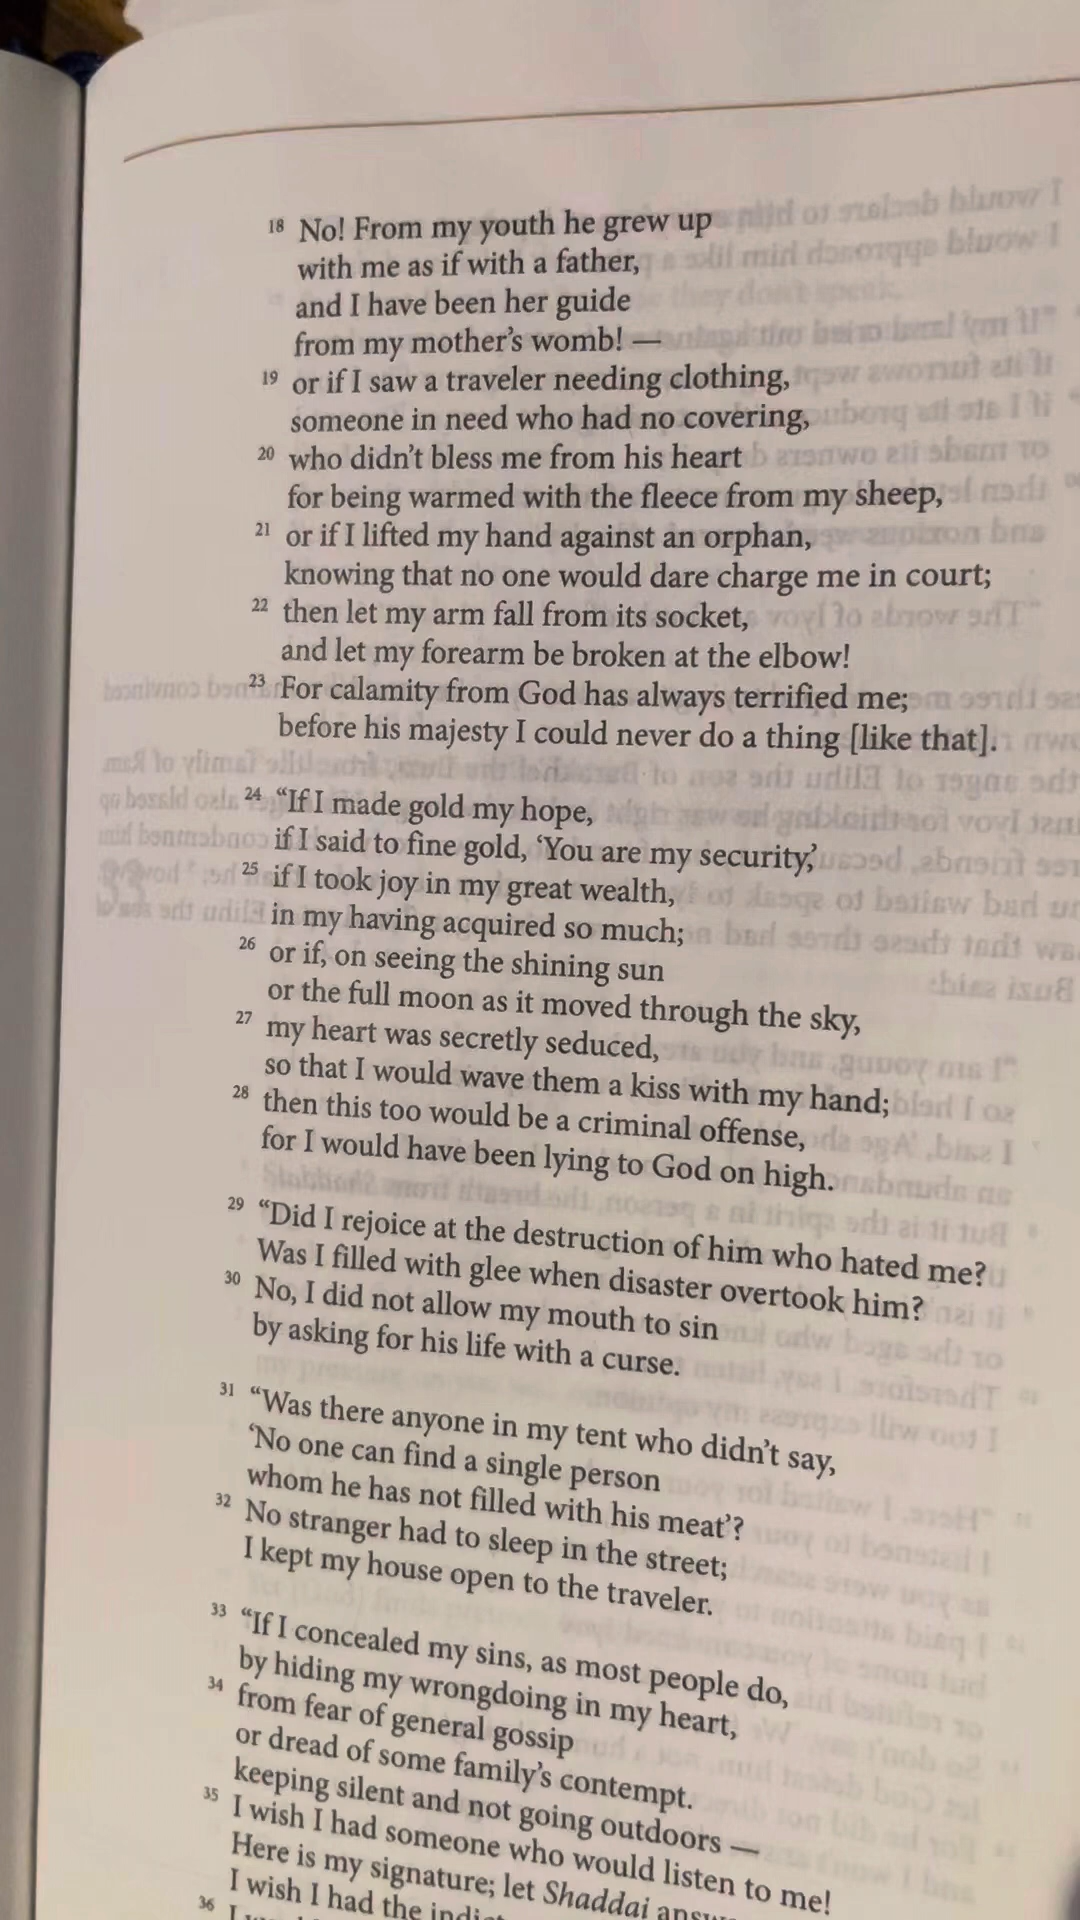 18 No! From my youth he grew up
with me as if with a father,
and I have been her guide
from my mother’s womb! —
19 or if I saw a traveler needing clothing,
someone in need who had no covering,
20 who didn’t bless me from his heart
for being warmed with the fleece from my sheep,
21 or if I lifted my hand against an orphan,
knowing that no one would dare charge me in court;
22 then let my arm fall from its socket,
and let my forearm be broken at the elbow!
23 For calamity from God has always terrified me;
before his majesty I could never do a thing [like that].
24 “If I made gold my hope,
if I said to fine gold, ‘You are my security,’
25 if I took joy in my great wealth,
in my having acquired so much;
26 or if, on seeing the shining sun
or the full moon as it moved through the sky,
27 my heart was secretly seduced,
so that I would wave them a kiss with my hand;
28 then this too would be a criminal offense,
for I would have been lying to God on high.
29 “Did I rejoice at the destruction of him who hated me?
Was I filled with glee when disaster overtook him?
30 No, I did not allow my mouth to sin
by asking for his life with a curse.
31 “Was there anyone in my tent who didn’t say,
‘No one can find a single person
whom he has not filled with his meat’?
32 No stranger had to sleep in the street;
I kept my house open to the traveler.
33 “If I concealed my sins, as most people do,
by hiding my wrongdoing in my heart,
34 from fear of general gossip
or dread of some family’s contempt.
keeping silent and not going outdoors —
35 I wish I had someone who would listen to me!
Here is my signature; let Shaddai
I wish I had the
36 I